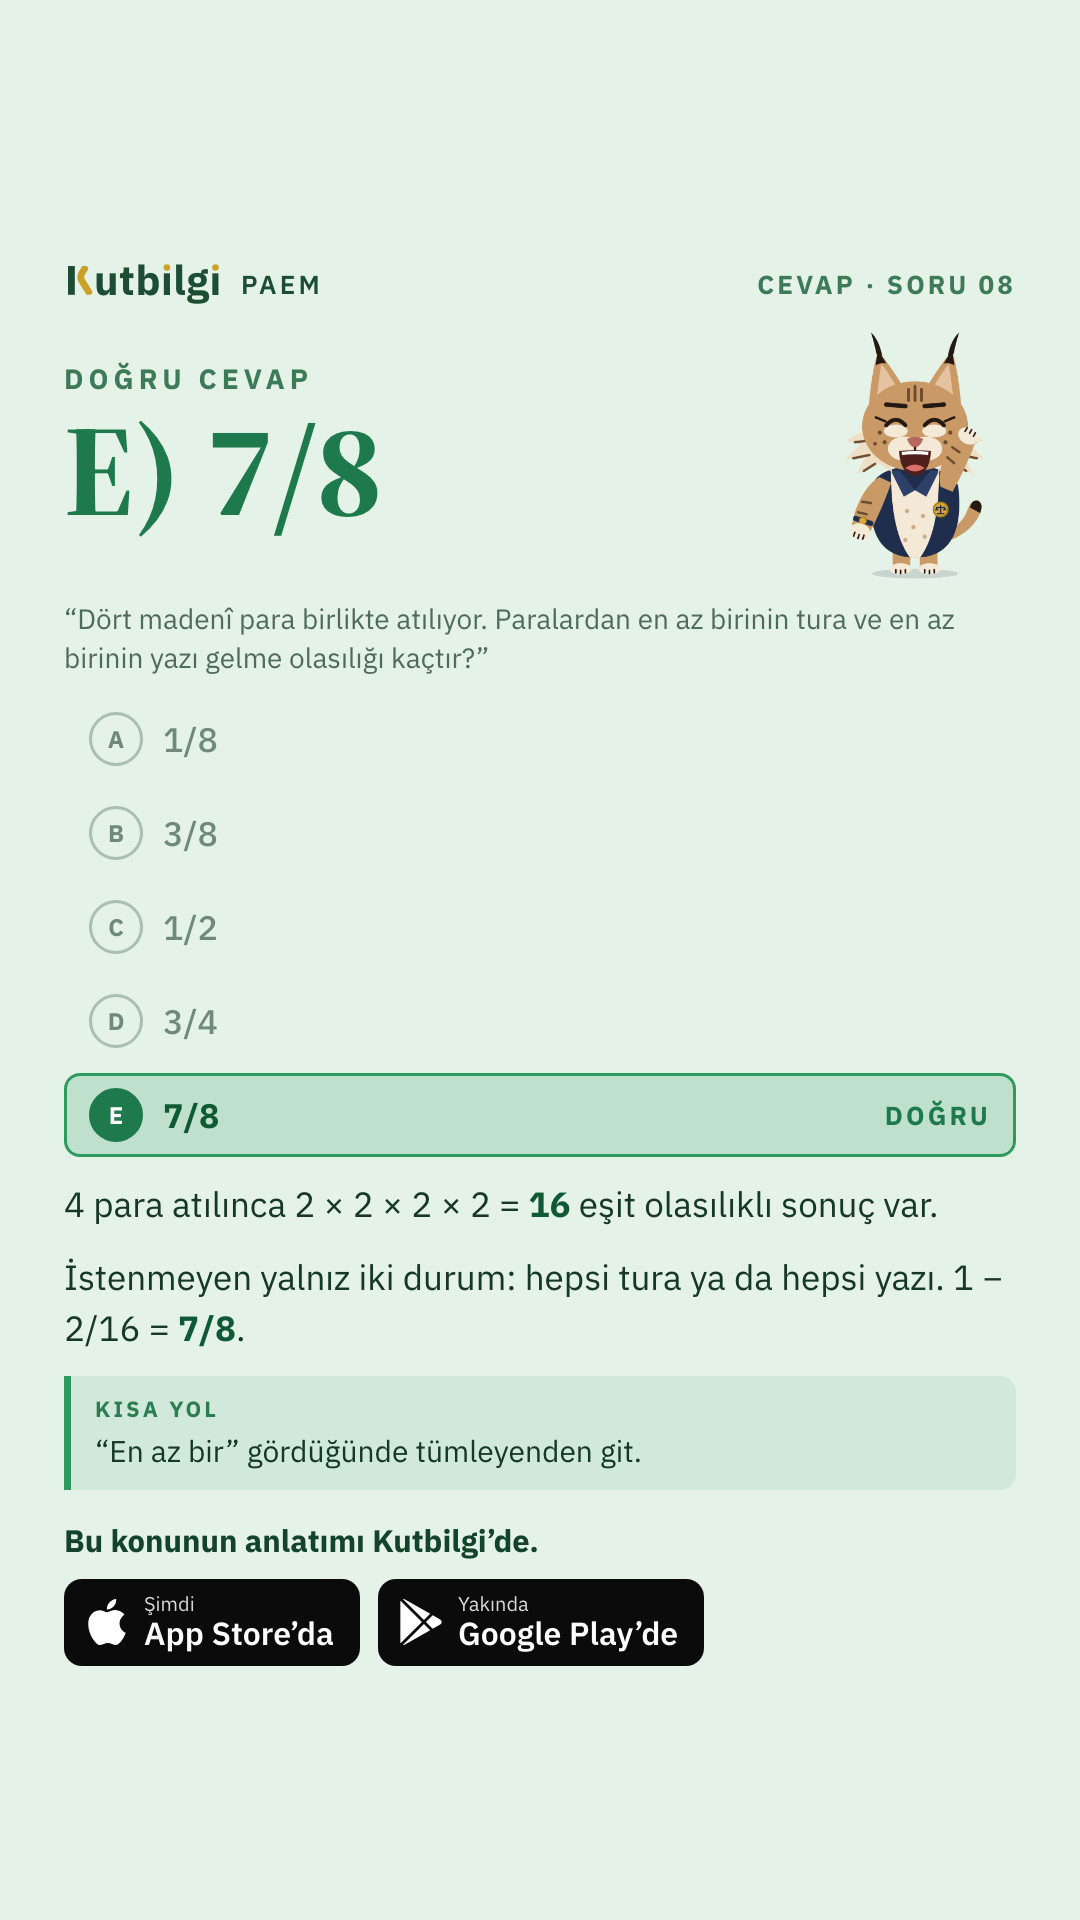 Kutbilgi PAEM
CEVAP · SORU 08
DOĞRU CEVAP
E) 7/8
“Dört madenî para birlikte atılıyor. Paralardan en az birinin tura ve en az
birinin yazı gelme olasılığı kaçtır?”
A 1/8
B 3/8
C 1/2
D 3/4
E 7/8 DOĞRU
4 para atılınca 2 × 2 × 2 × 2 = 16 eşit olasılıklı sonuç var.
İstenmeyen yalnız iki durum: hepsi tura ya da hepsi yazı. 1 −
2/16 = 7/8.
KISA YOL
“En az bir” gördüğünde tümleyenden git.
Bu konunun anlatımı Kutbilgi’de.
Şimdi
App Store’da
Yakında
Google Play’de